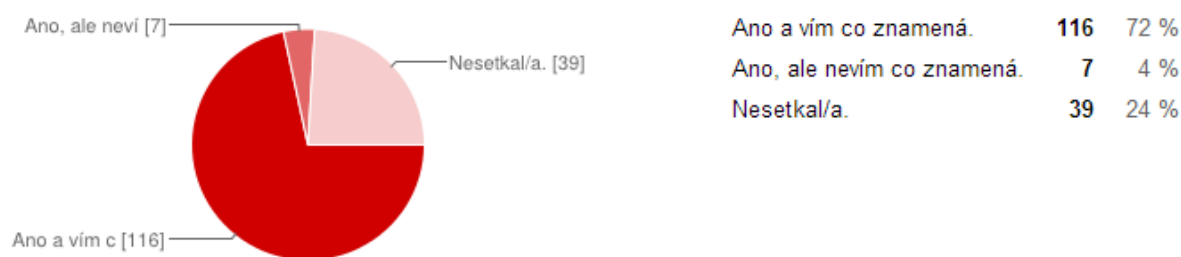 Ano, ale neví [7]
Nesetkal/a. [39]
Ano a vím c [116]
Ano a vím co znamená. 116 72 %
Ano, ale nevím co znamená. 7 4 %
Nesetkal/a. 39 24 %